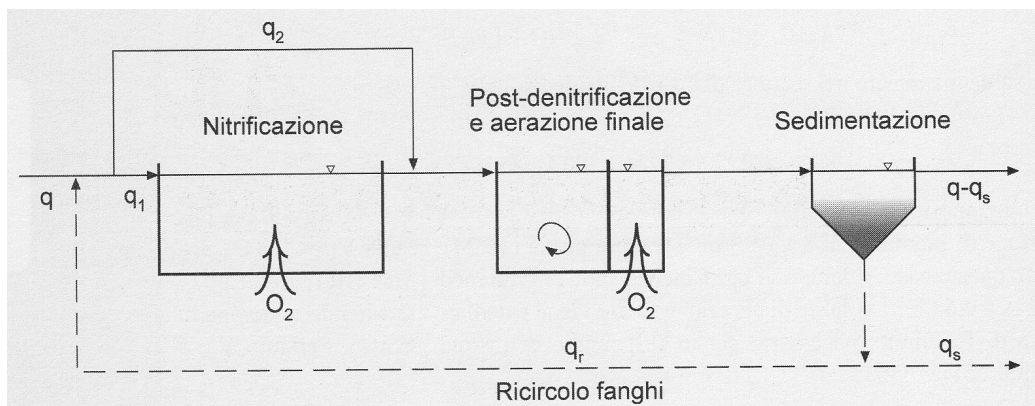 q₂
Nitrificazione
Post-denitrificazione
e aerazione finale
Sedimentazione
q
q₁
q-qₛ
O₂
O₂
qᵣ
qₛ
Ricircolo fanghi